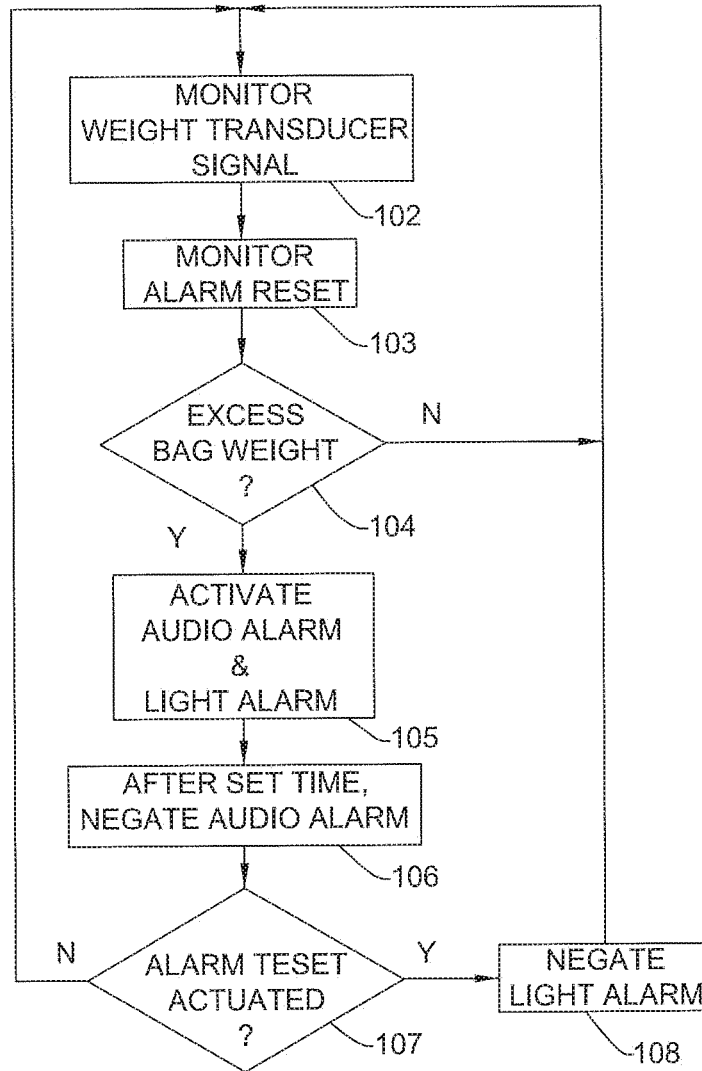 MONITOR
WEIGHT TRANSDUCER
SIGNAL
102
MONITOR
ALARM RESET
103
EXCESS
BAG WEIGHT
?
N
104
Y
ACTIVATE
AUDIO ALARM
&
LIGHT ALARM
105
AFTER SET TIME,
NEGATE AUDIO ALARM
106
N
ALARM TESET
ACTUATED
?
Y
107
NEGATE
LIGHT ALARM
108